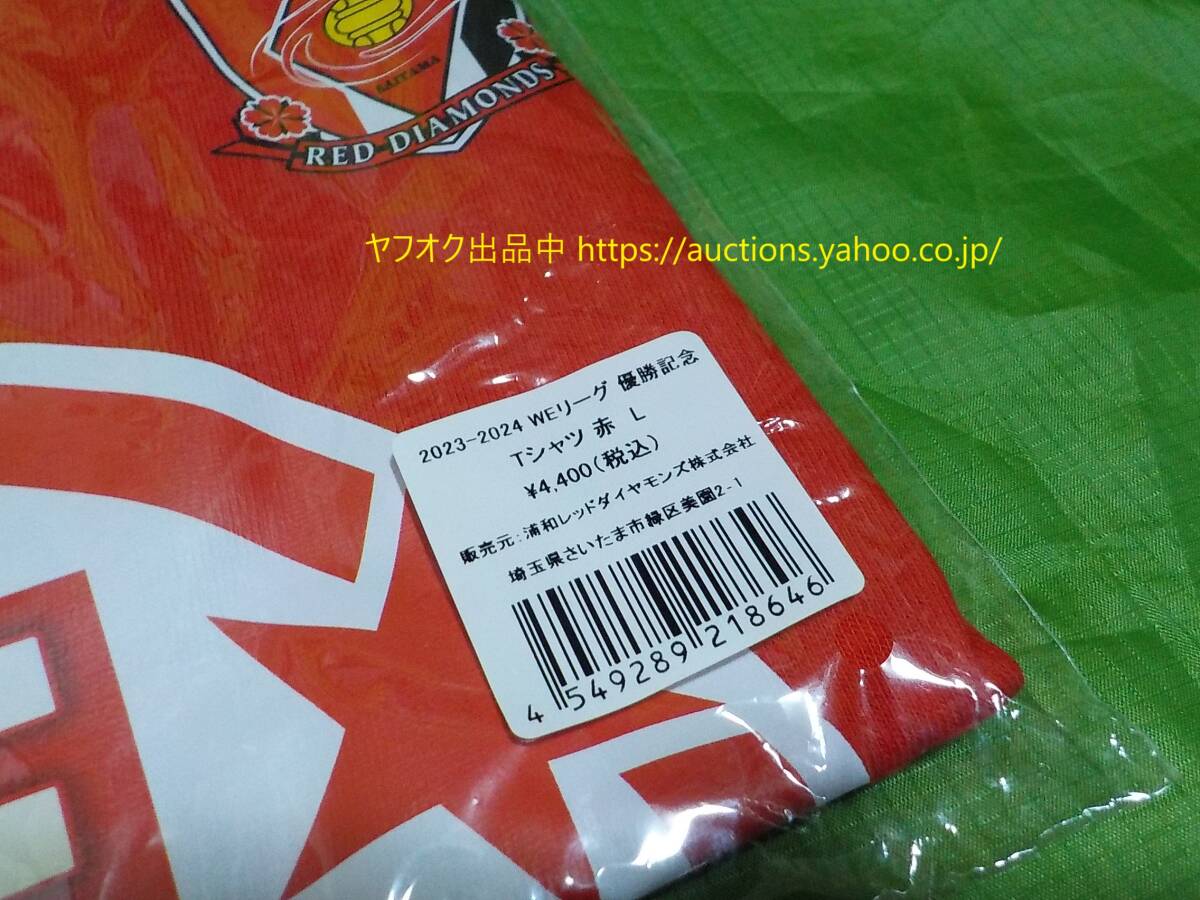 SAITAMA
RED DIAMONDS
ヤフオク出品中 https://auctions.yahoo.co.jp/
2023-2024 WEリーグ 優勝記念
Tシャツ 赤 L
¥4,400(税込)
販売元:浦和レッドダイヤモンズ株式会社
埼玉県さいたま市緑区美園2-1
4 549289 218646